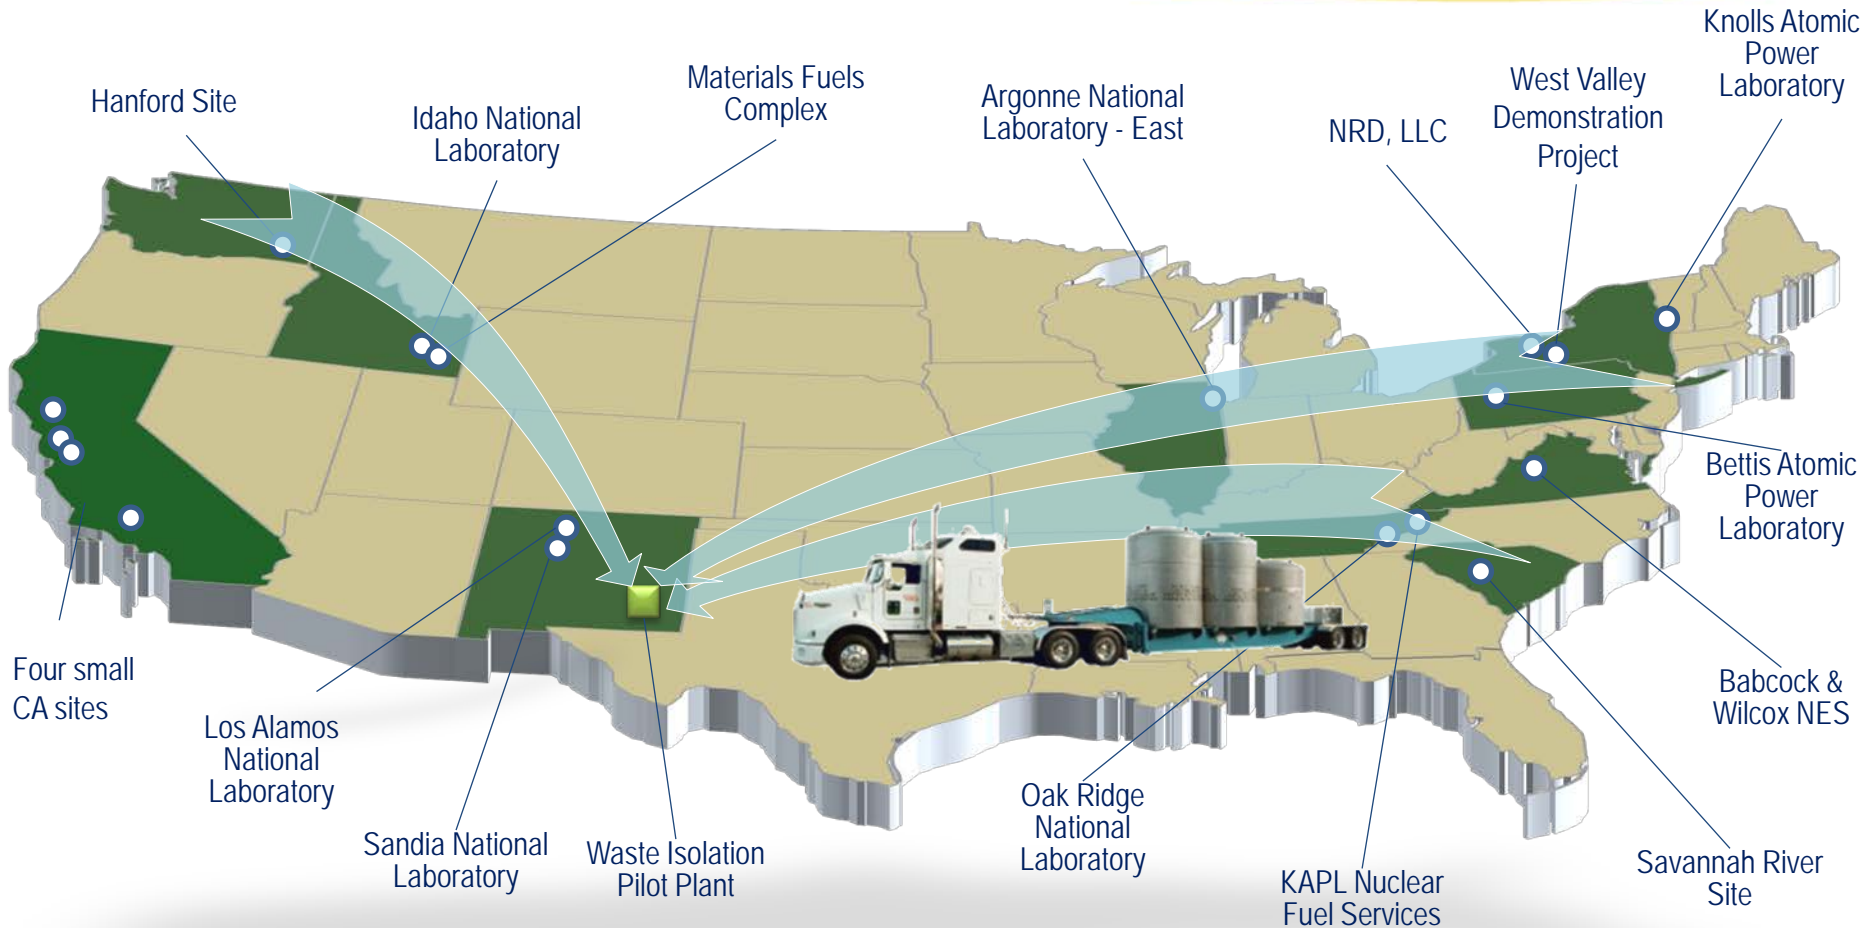 Knolls Atomic
Power
Laboratory
Hanford Site
Materials Fuels
Complex
Idaho National
Laboratory
Argonne National
Laboratory - East
NRD, LLC
West Valley
Demonstration
Project
Bettis Atomic
Power
Laboratory
Four small
CA sites
Los Alamos
National
Laboratory
Sandia National
Laboratory
Waste Isolation
Pilot Plant
Oak Ridge
National
Laboratory
KAPL Nuclear
Fuel Services
Babcock &
Wilcox NES
Savannah River
Site